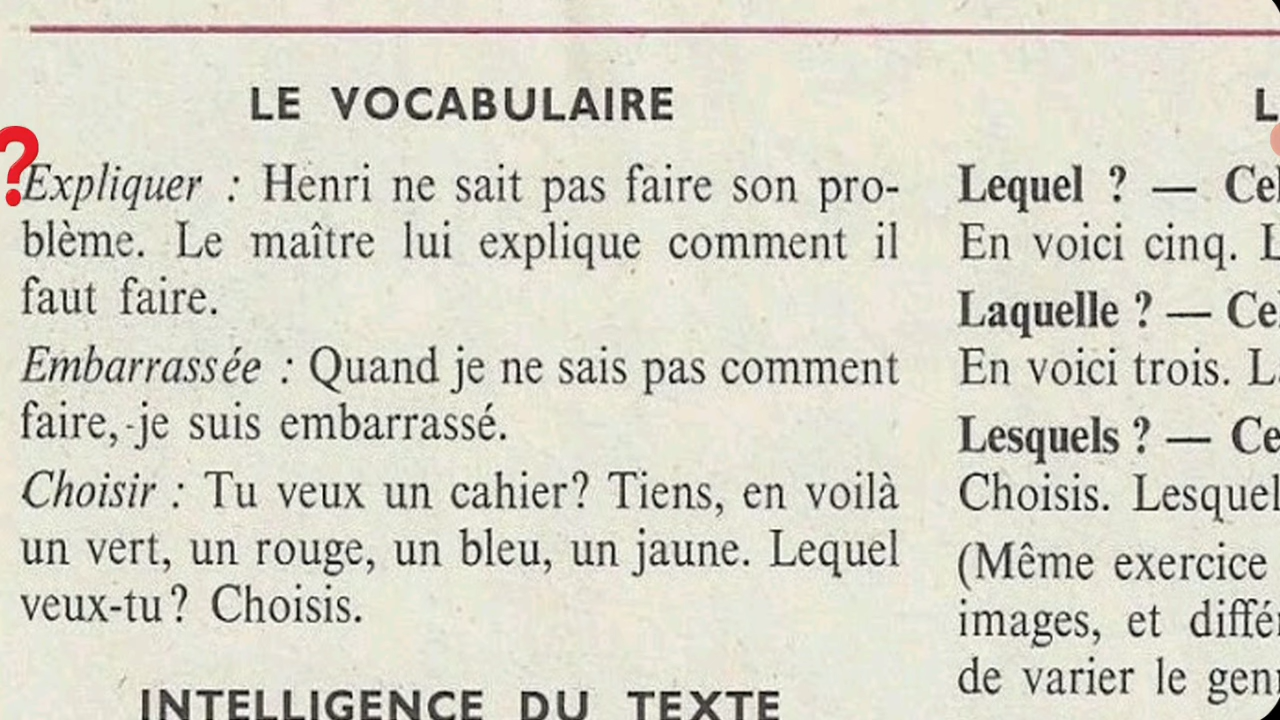 LE VOCABULAIRE
?
Expliquer : Henri ne sait pas faire son pro-
blème. Le maître lui explique comment il
faut faire.
Embarrassée : Quand je ne sais pas comment
faire, je suis embarrassé.
Choisir : Tu veux un cahier? Tiens, en voilà
un vert, un rouge, un bleu, un jaune. Lequel
veux-tu? Choisis.
INTELLIGENCE DU TEXTE
Lequel ? —
En voici cinq.
Laquelle ? —
En voici trois.
Lesquels ? —
Choisis.
(Même exercice
images, et
de varier le